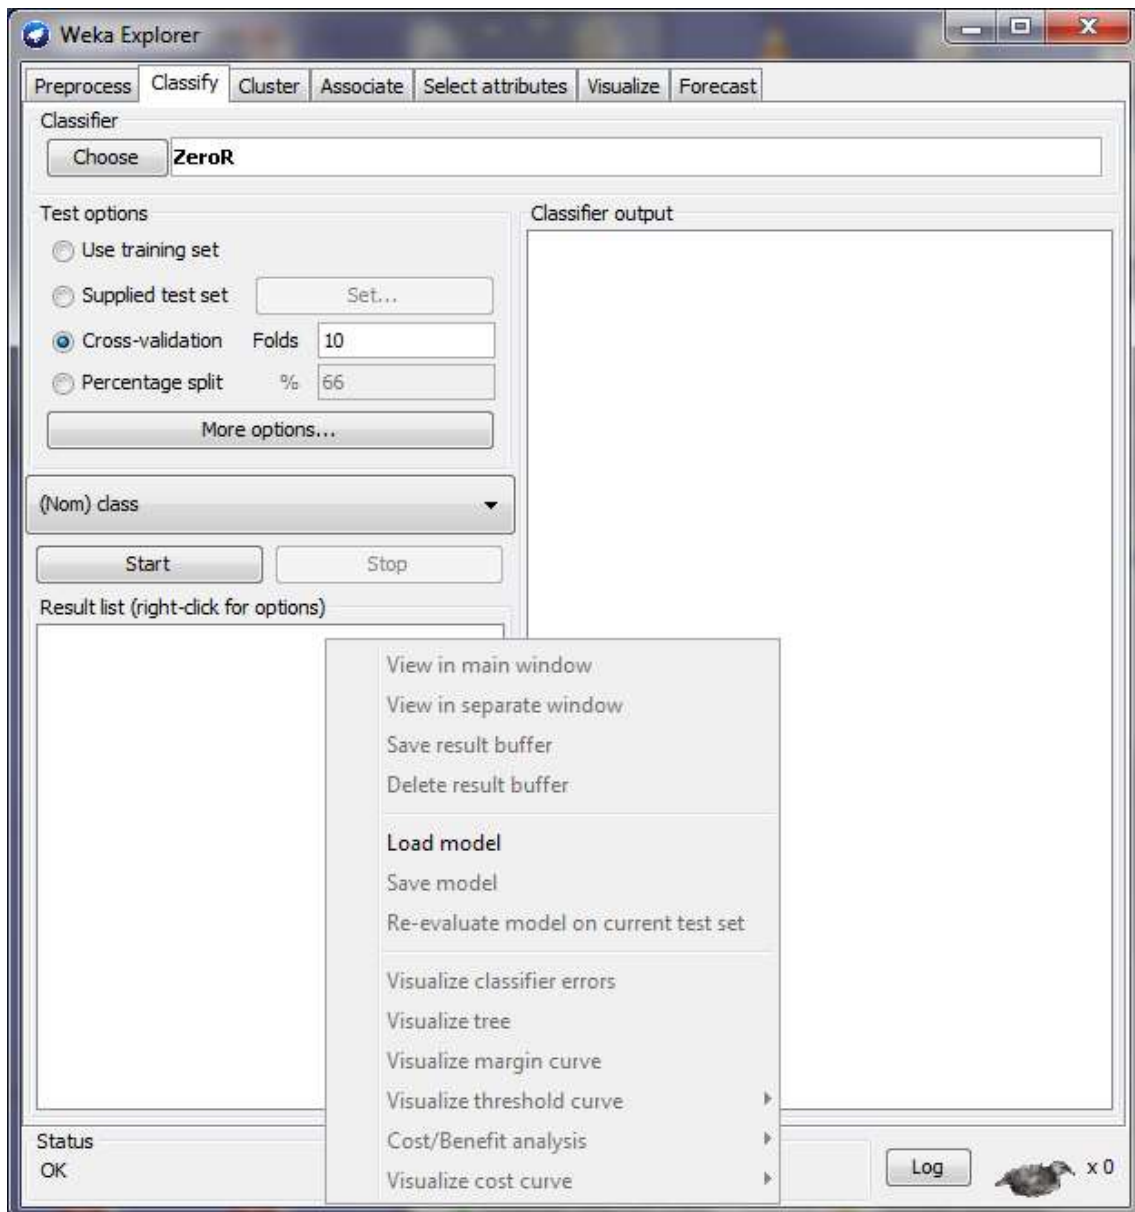 Weka Explorer
Preprocess Classify Cluster Associate Select attributes Visualize Forecast
Classifier
Choose ZeroR
Test options
Use training set
Supplied test set Set...
Cross-validation Folds 10
Percentage split % 66
More options...
(Nom) class
Start Stop
Result list (right-click for options)
Classifier output
View in main window
View in separate window
Save result buffer
Delete result buffer
Load model
Save model
Re-evaluate model on current test set
Visualize classifier errors
Visualize tree
Visualize margin curve
Visualize threshold curve
Cost/Benefit analysis
Visualize cost curve
Status
OK
Log x 0